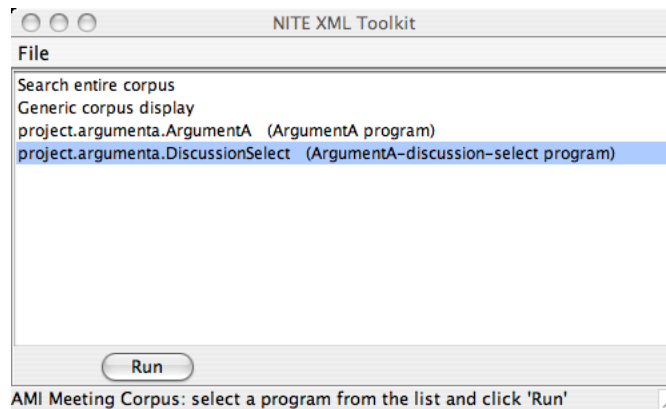 NITE XML Toolkit
File
Search entire corpus
Generic corpus display
project.argumenta.ArgumentA (ArgumentA program)
project.argumenta.DiscussionSelect (ArgumentA-discussion-select program)
Run
AMI Meeting Corpus: select a program from the list and click 'Run'